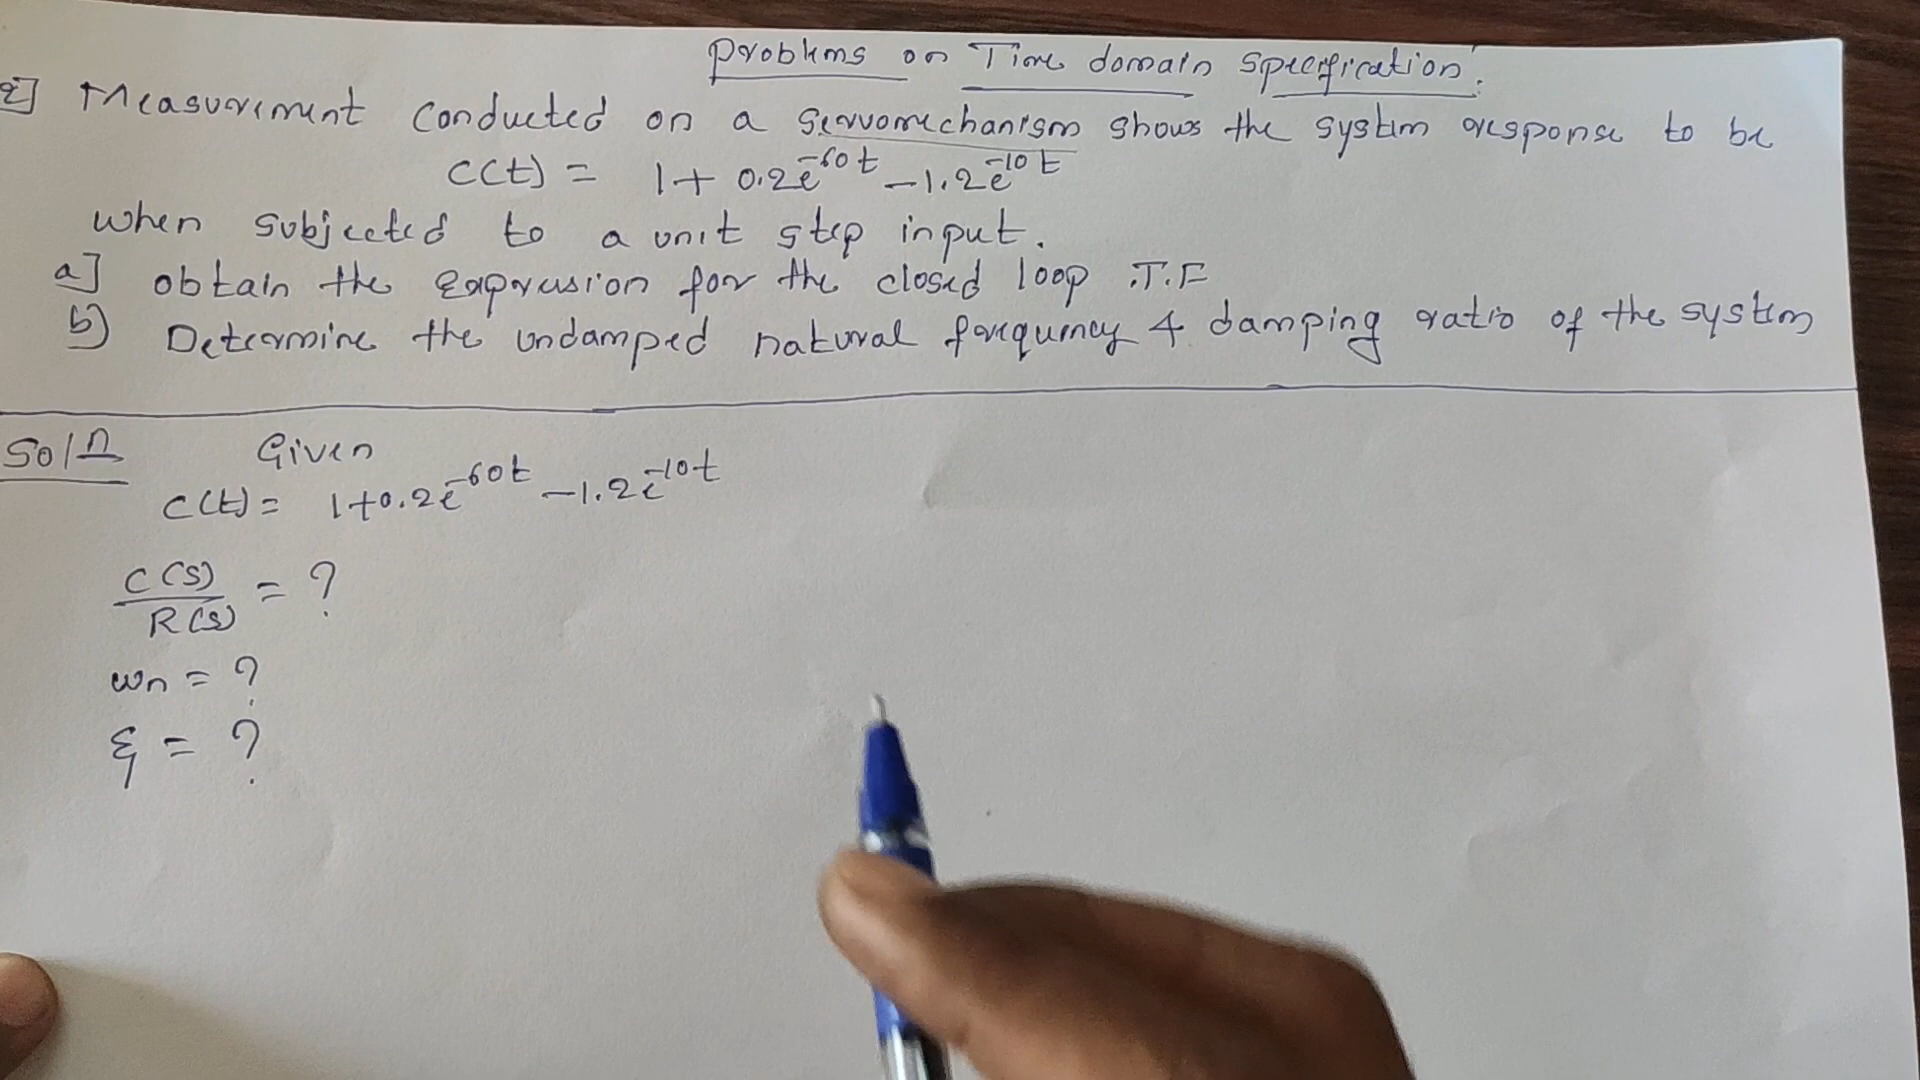 Problems on Time domain Specification.
2] Measurement conducted on a servomechanism shows the system response to be
c(t) = 1 + 0.2e^-60t - 1.2e^-10t
when subjected to a unit step input.
a] obtain the expression for the closed loop .T.F
b) Determine the undamped natural frequency & damping ratio of the system
Soln Given
c(t) = 1+0.2e^-60t - 1.2e^-10t
C(s)/R(s) = ?
ωn = ?
ξ = ?